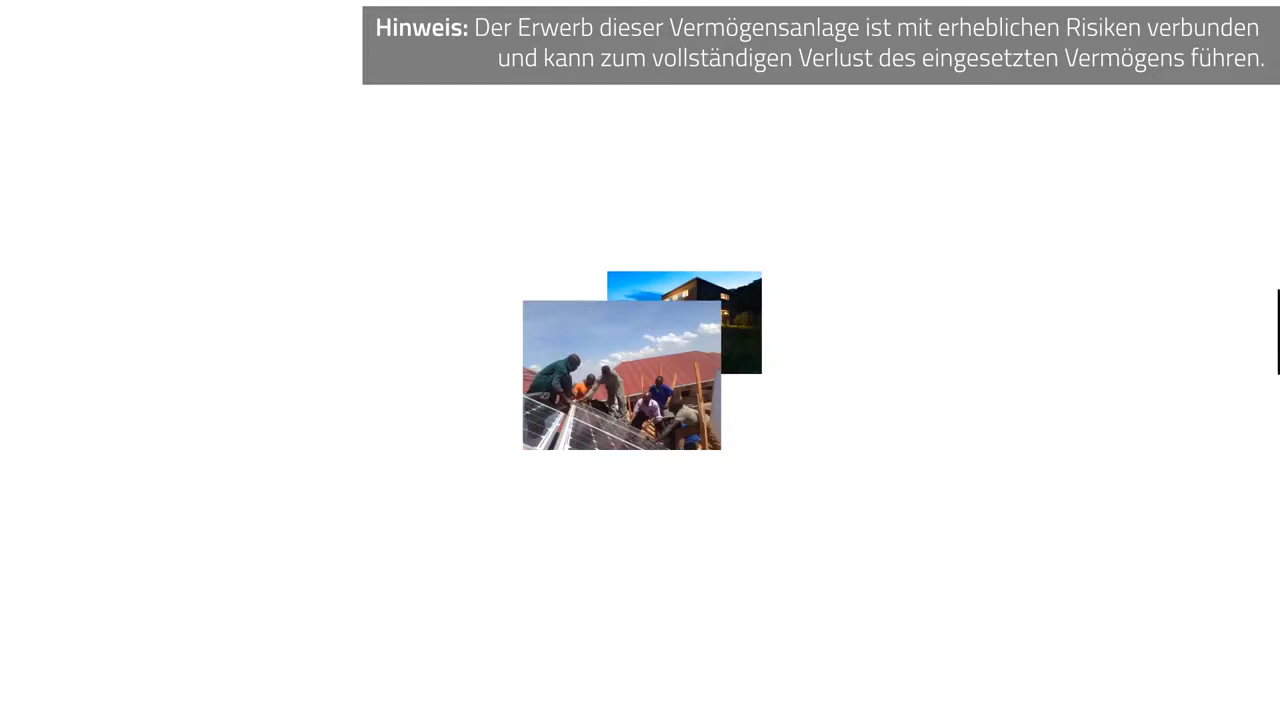 Hinweis: Der Erwerb dieser Vermögensanlage ist mit erheblichen Risiken verbunden
und kann zum vollständigen Verlust des eingesetzten Vermögens führen.